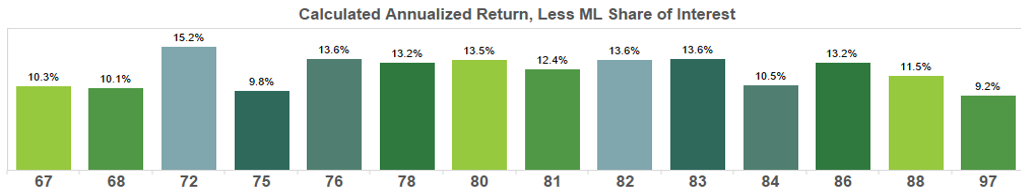 Calculated Annualized Return, Less ML Share of Interest
10.3% 10.1% 15.2% 9.8% 13.6% 13.2% 13.5% 12.4% 13.6% 13.6% 10.5% 13.2% 11.5% 9.2%
67 68 72 75 76 78 80 81 82 83 84 86 88 97